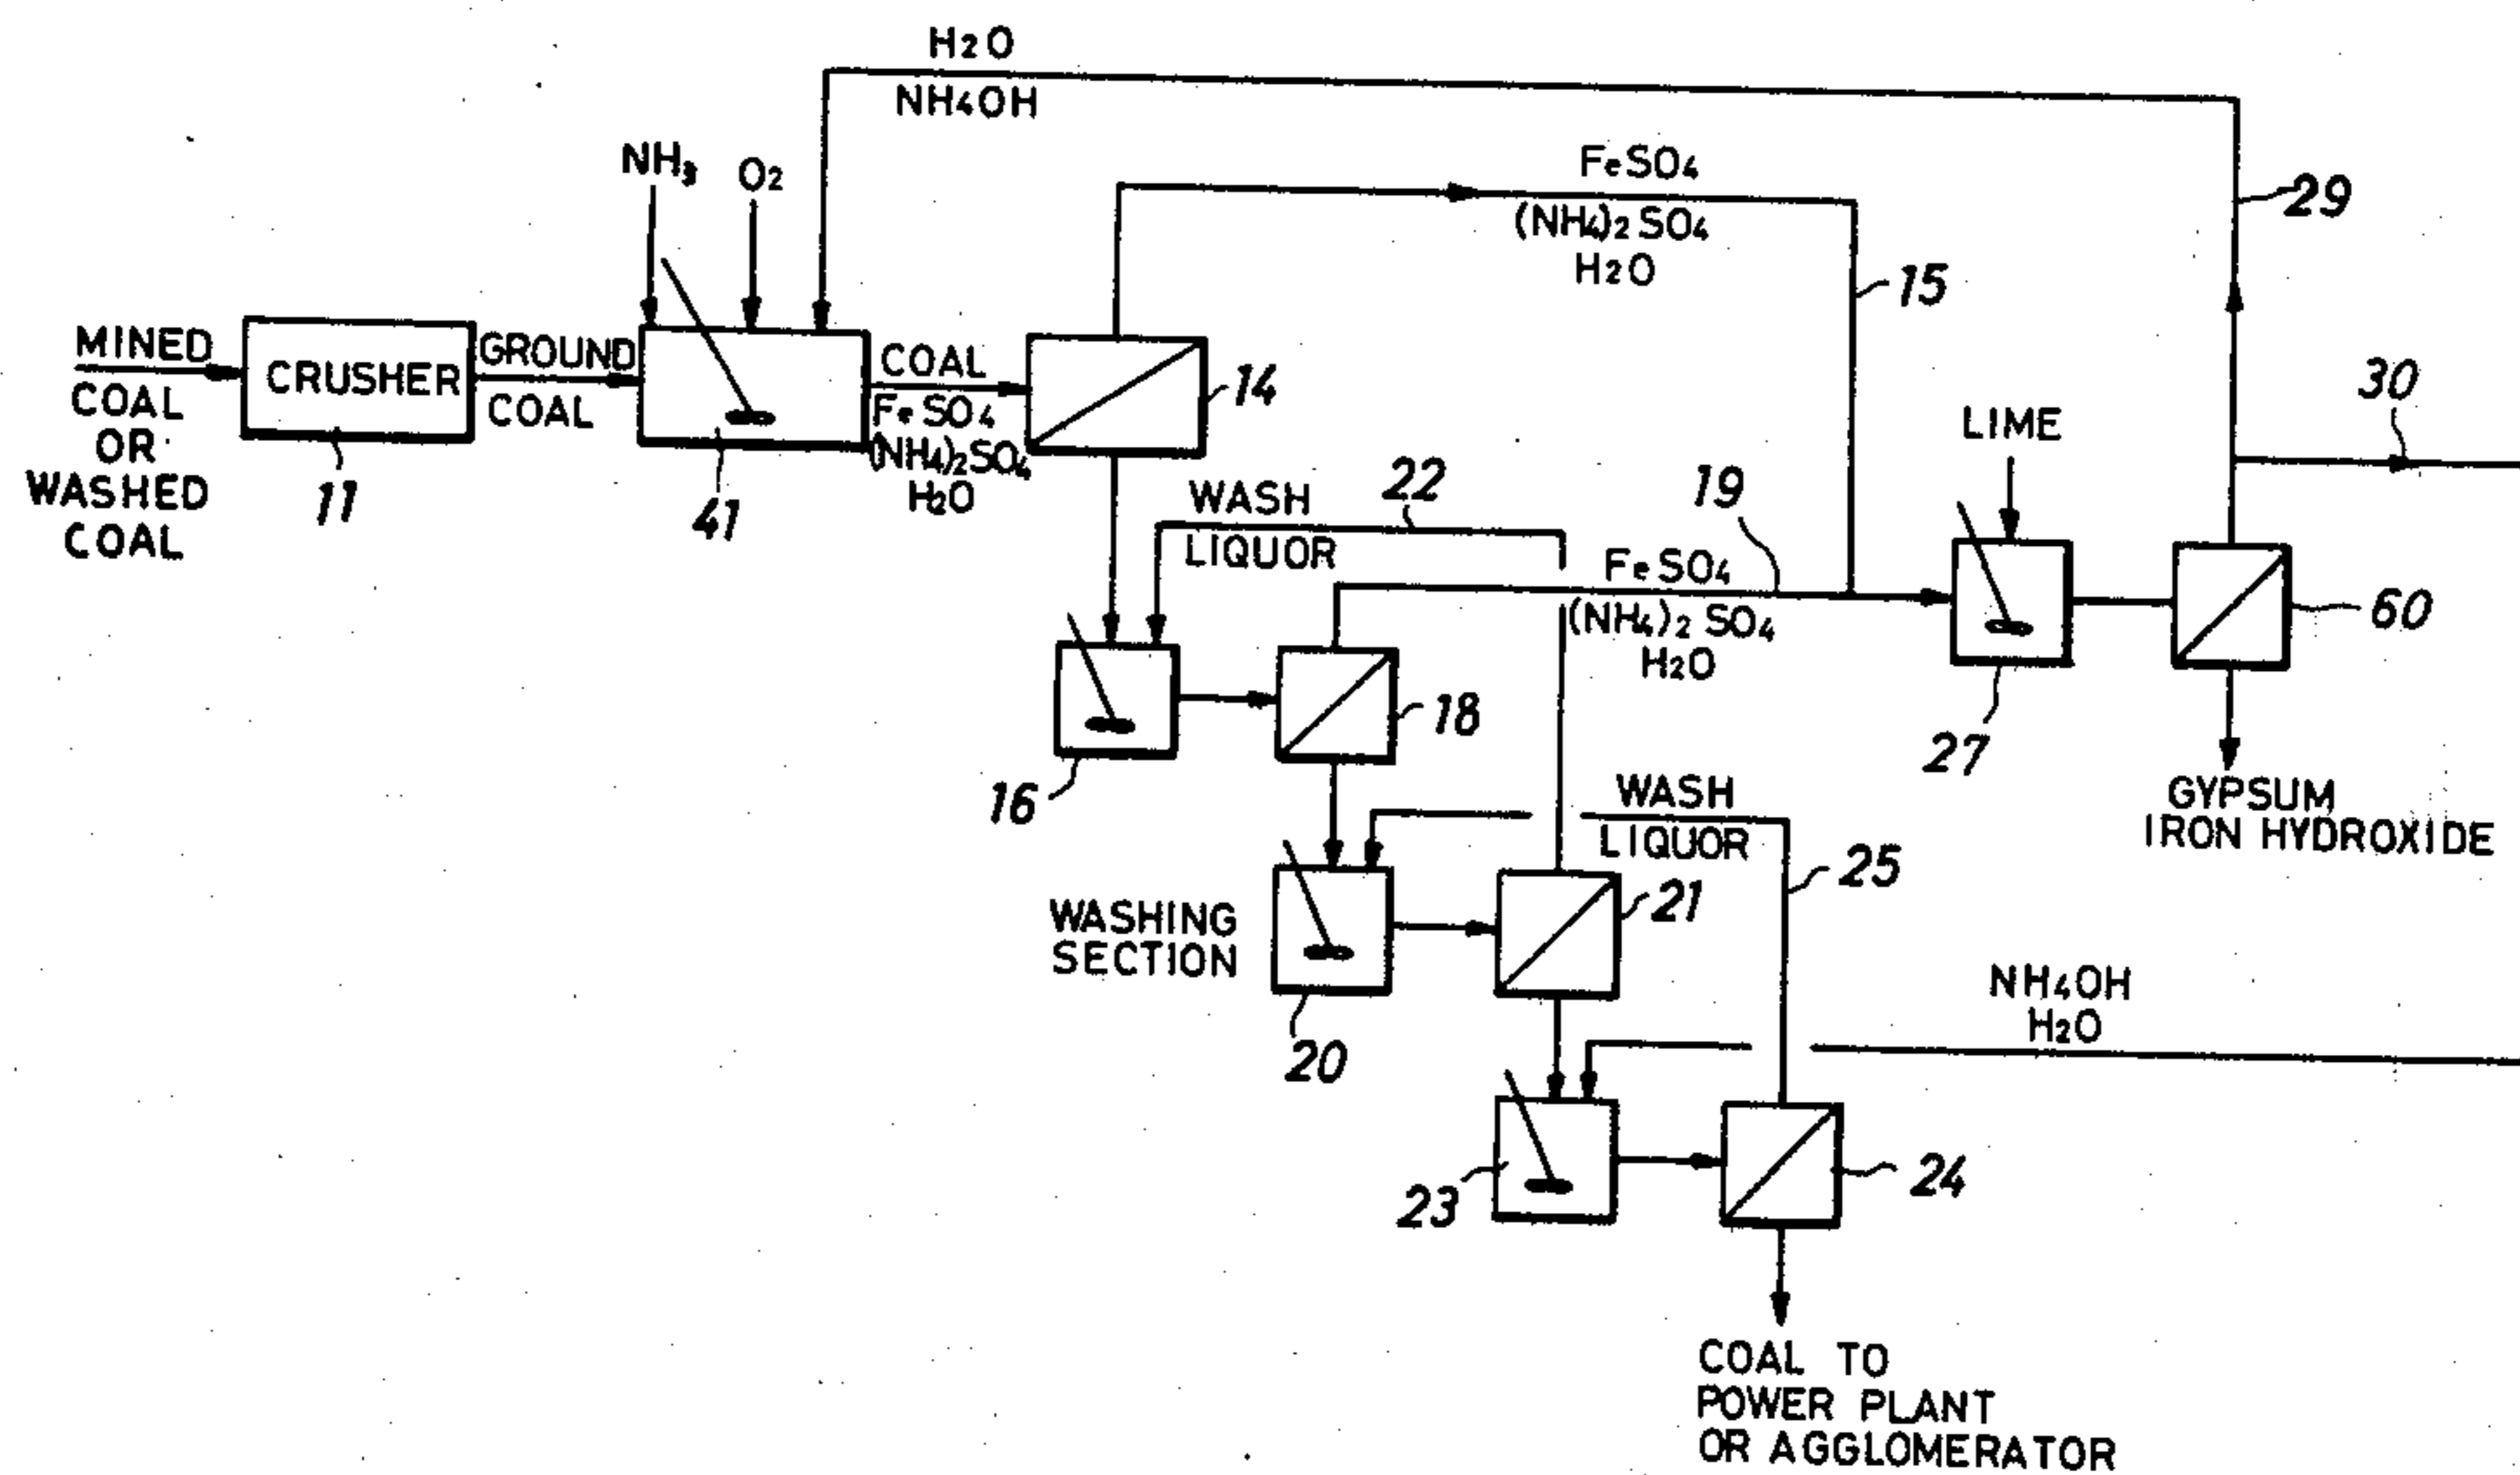 H2O
NH4OH
NH3
O2
FeSO4
(NH4)2SO4
H2O
29
15
MINED
COAL
OR
WASHED
COAL
CRUSHER
11
GROUND
COAL
41
COAL
FeSO4
(NH4)2SO4
H2O
14
30
LIME
WASH
LIQUOR
22
19
FeSO4
(NH4)2SO4
H2O
60
16
18
27
GYPSUM
IRON HYDROXIDE
WASH
LIQUOR
25
WASHING
SECTION
21
20
NH4OH
H2O
23
24
COAL TO
POWER PLANT
OR AGGLOMERATOR